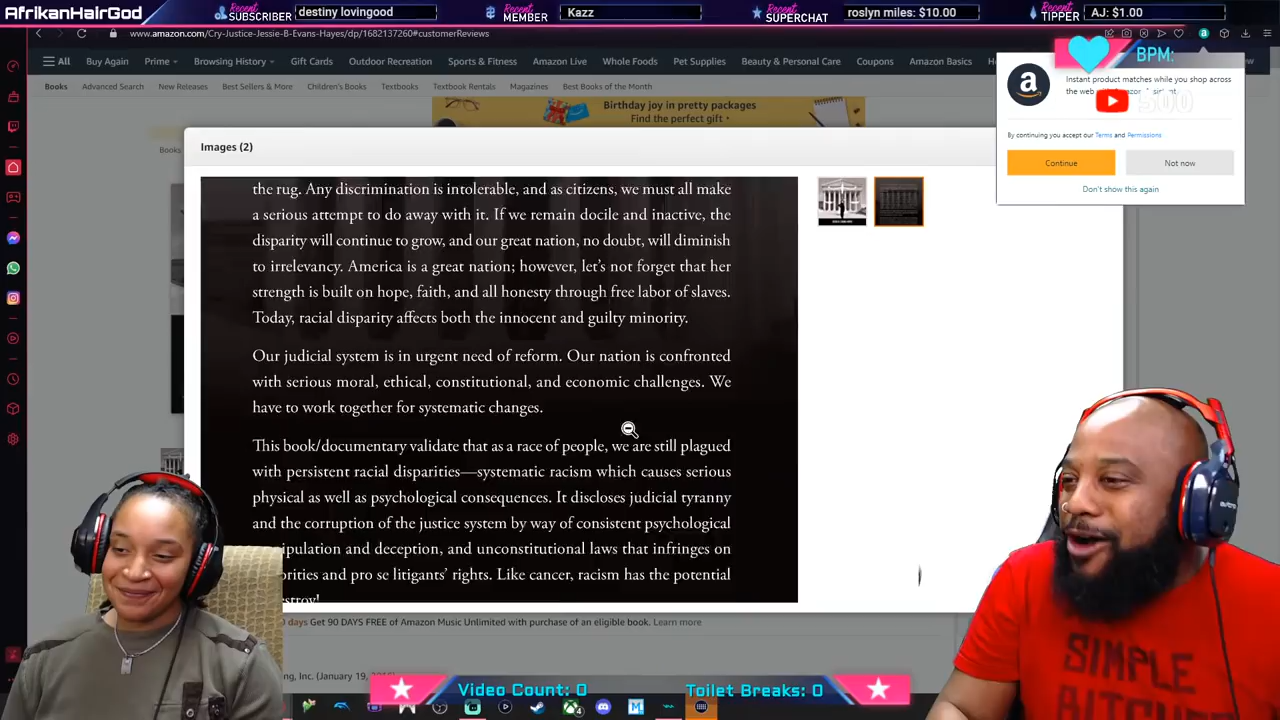 AfrikanHairGod
Recent SUBSCRIBER destiny lovingood
Recent MEMBER Kazz
Recent SUPERCHAT roslyn miles: $10.00
Recent TIPPER AJ: $1.00
www.amazon.com/Cry-Justice-Jessie-B-Evans-Hayes/dp/1682137260#customerReviews
BPM:
500
All Buy Again Prime Browsing History Gift Cards Outdoor Recreation Sports & Fitness Amazon Live Whole Foods Pet Supplies Beauty & Personal Care Coupons Amazon Basics
Books Advanced Search New Releases Best Sellers & More Children's Books Textbooks Textbook Rentals Magazines Best Books of the Month
Birthday joy in pretty packages
Find the perfect gift
Instant product matches while you shop across
the web
By continuing you accept our Terms and Permissions
Continue Not now
Don't show this again
Books
Images (2)
the rug. Any discrimination is intolerable, and as citizens, we must all make
a serious attempt to do away with it. If we remain docile and inactive, the
disparity will continue to grow, and our great nation, no doubt, will diminish
to irrelevancy. America is a great nation; however, let's not forget that her
strength is built on hope, faith, and all honesty through free labor of slaves.
Today, racial disparity affects both the innocent and guilty minority.
Our judicial system is in urgent need of reform. Our nation is confronted
with serious moral, ethical, constitutional, and economic challenges. We
have to work together for systematic changes.
This book/documentary validate that as a race of people, we are still plagued
with persistent racial disparities—systematic racism which causes serious
physical as well as psychological consequences. It discloses judicial tyranny
and the corruption of the justice system by way of consistent psychological
ipulation and deception, and unconstitutional laws that infringes on
orities and pro se litigants' rights. Like cancer, racism has the potential
estroy!
days Get 90 DAYS FREE of Amazon Music Unlimited with purchase of an eligible book. Learn more
ng, Inc. (January 19,
SIMPLE
Video Count: 0
Toilet Breaks: 0